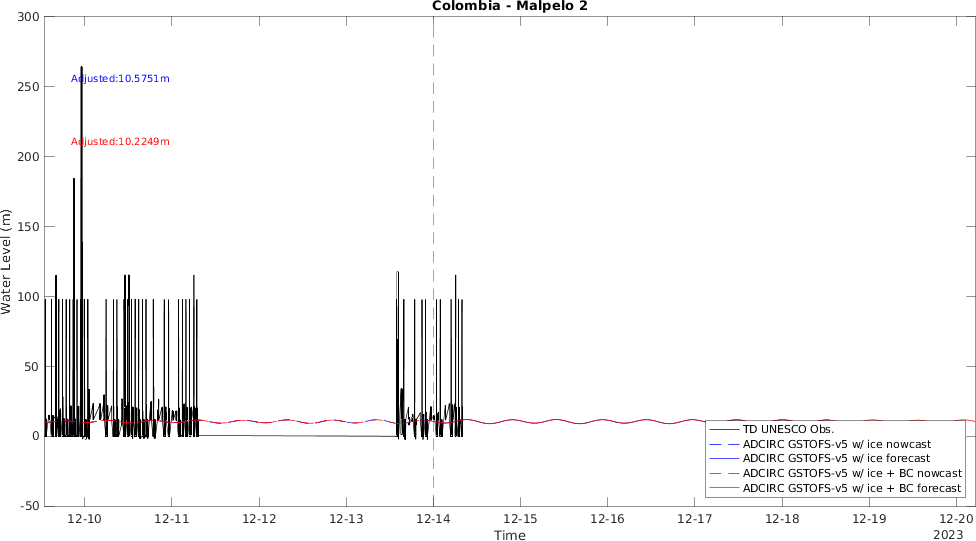 Colombia - Malpelo 2
300
250
200
150
100
50
0
-50
Water Level (m)
Adjusted:10.5751m
Adjusted:10.2249m
TD UNESCO Obs.
ADCIRC GSTOFS-v5 w/ ice nowcast
ADCIRC GSTOFS-v5 w/ ice forecast
ADCIRC GSTOFS-v5 w/ ice + BC nowcast
ADCIRC GSTOFS-v5 w/ ice + BC forecast
12-10 12-11 12-12 12-13 12-14 12-15 12-16 12-17 12-18 12-19 12-20
Time
2023